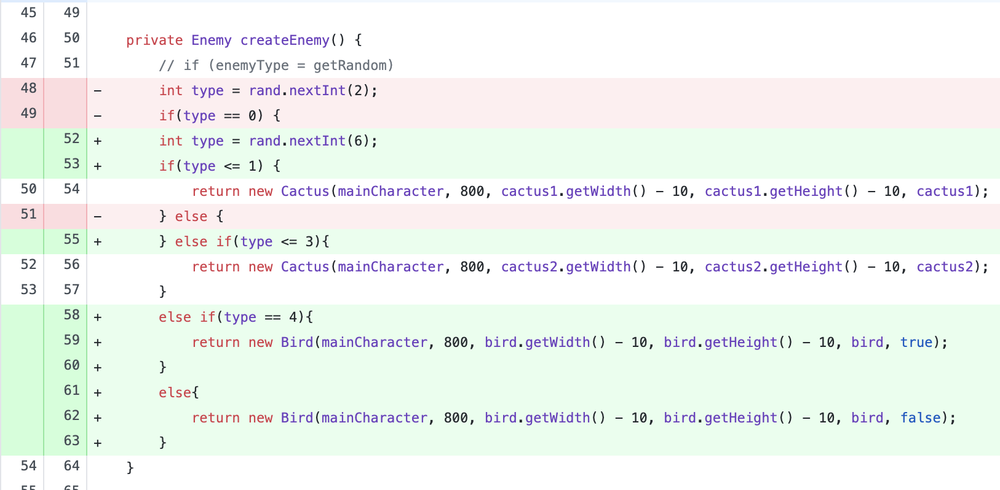 45 49
46 50 private Enemy createEnemy() {
47 51 // if (enemyType = getRandom)
48 - int type = rand.nextInt(2);
49 - if(type == 0) {
52 + int type = rand.nextInt(6);
53 + if(type <= 1) {
50 54 return new Cactus(mainCharacter, 800, cactus1.getWidth() - 10, cactus1.getHeight() - 10, cactus1);
51 - } else {
55 + } else if(type <= 3){
52 56 return new Cactus(mainCharacter, 800, cactus2.getWidth() - 10, cactus2.getHeight() - 10, cactus2);
53 57 }
58 + else if(type == 4){
59 + return new Bird(mainCharacter, 800, bird.getWidth() - 10, bird.getHeight() - 10, bird, true);
60 + }
61 + else{
62 + return new Bird(mainCharacter, 800, bird.getWidth() - 10, bird.getHeight() - 10, bird, false);
63 + }
54 64 }
55 65